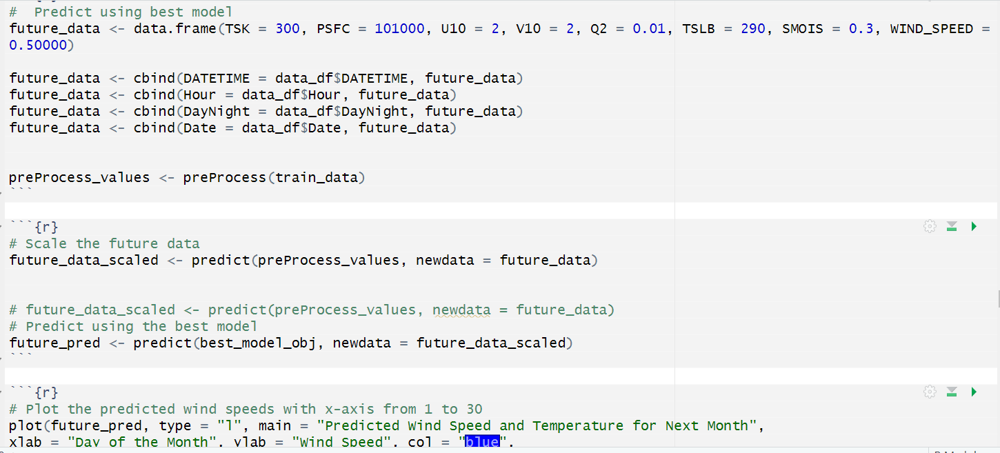 #  Predict using best model
future_data <- data.frame(TSK = 300, PSFC = 101000, U10 = 2, V10 = 2, Q2 = 0.01, TSLB = 290, SMOIS = 0.3, WIND_SPEED =
0.50000)
future_data <- cbind(DATETIME = data_df$DATETIME, future_data)
future_data <- cbind(Hour = data_df$Hour, future_data)
future_data <- cbind(DayNight = data_df$DayNight, future_data)
future_data <- cbind(Date = data_df$Date, future_data)
preProcess_values <- preProcess(train_data)
```
```{r}
# Scale the future data
future_data_scaled <- predict(preProcess_values, newdata = future_data)
# future_data_scaled <- predict(preProcess_values, newdata = future_data)
# Predict using the best model
future_pred <- predict(best_model_obj, newdata = future_data_scaled)
```
```{r}
# Plot the predicted wind speeds with x-axis from 1 to 30
plot(future_pred, type = "l", main = "Predicted Wind Speed and Temperature for Next Month",
xlab = "Day of the Month", ylab = "Wind Speed", col = "blue",